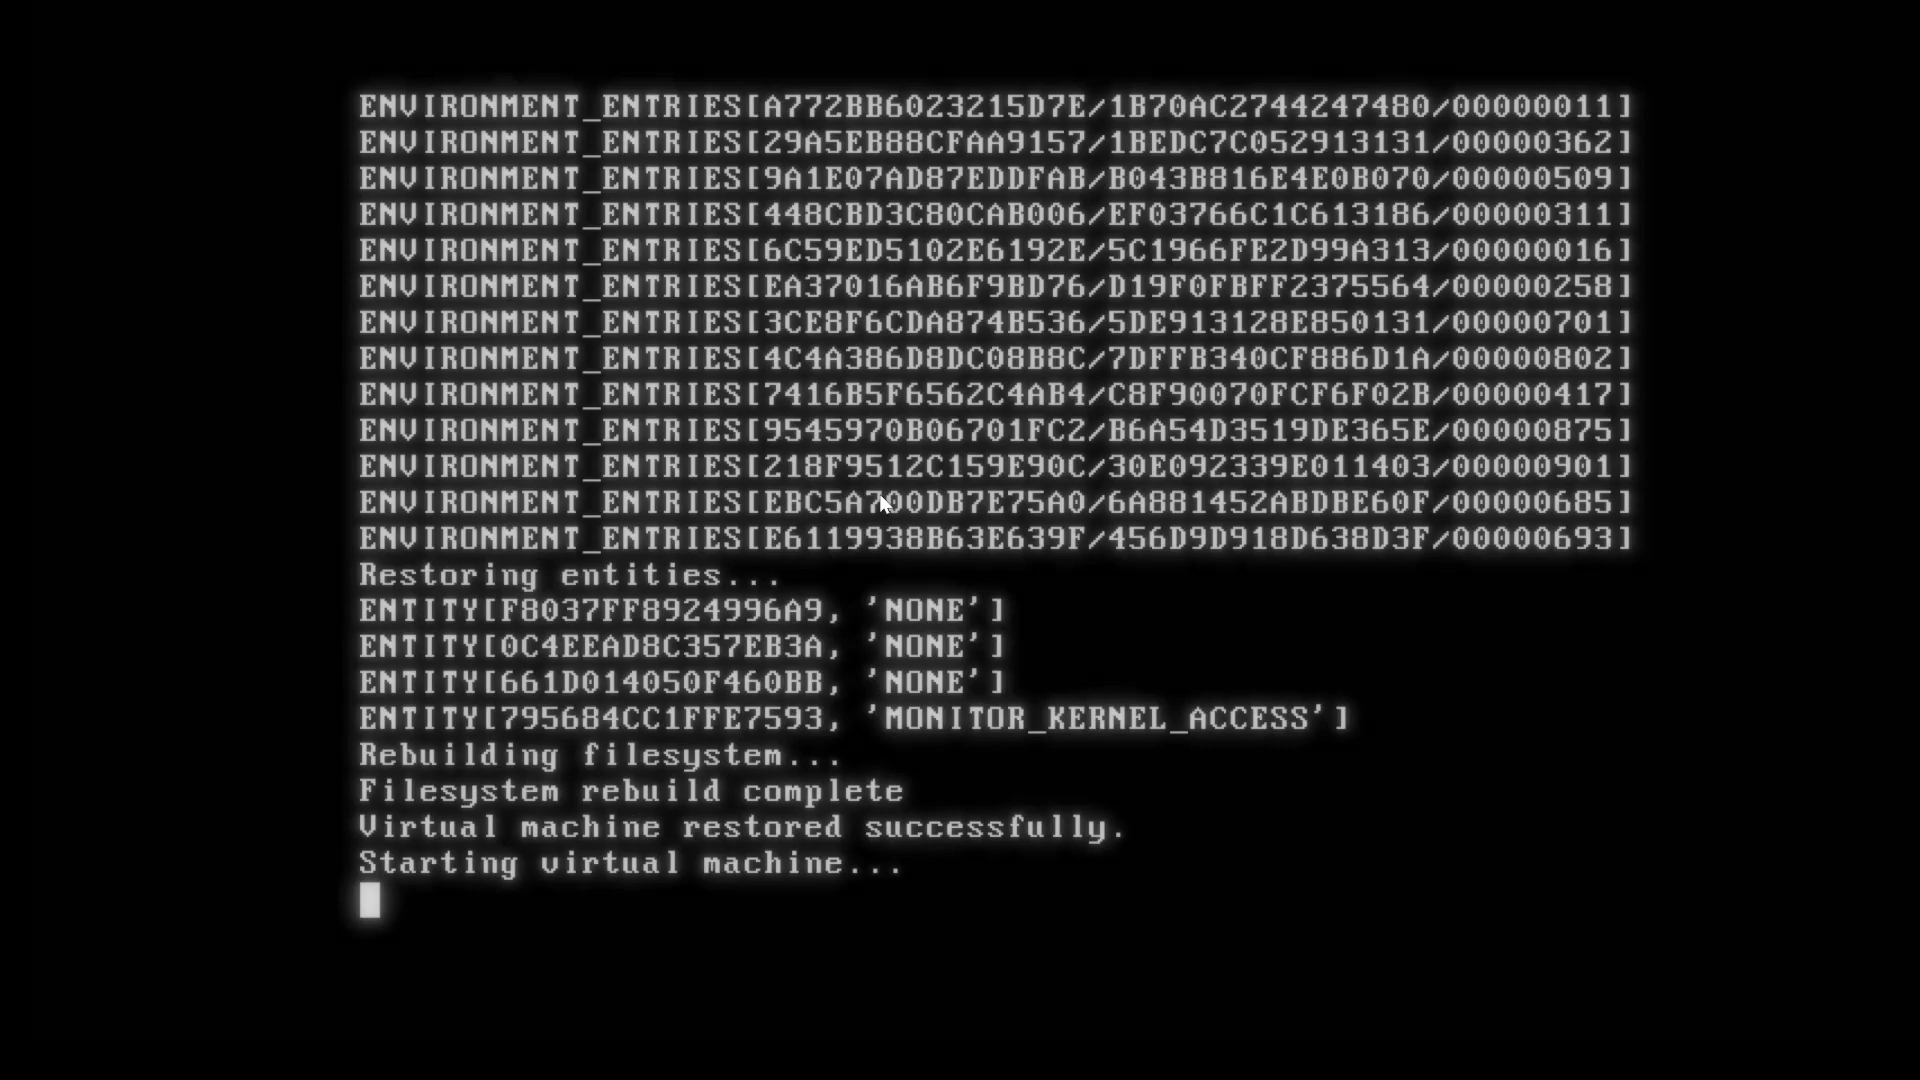 ENVIRONMENT_ENTRIES[A772BB6023215D7E/1B70AC2744247480/00000011]
ENVIRONMENT_ENTRIES[29A5EB88CFAA9157/1BEDC7C052913131/00000362]
ENVIRONMENT_ENTRIES[9A1E07AD87EDDFAB/B043B816E4E0B070/00000509]
ENVIRONMENT_ENTRIES[448CBD3C80CAB006/EF03766C1C613186/00000311]
ENVIRONMENT_ENTRIES[6C59ED5102E6192E/5C1966FE2D99A313/00000016]
ENVIRONMENT_ENTRIES[EA37016AB6F9BD76/D19F0FBFF2375564/00000258]
ENVIRONMENT_ENTRIES[3CE8F6CDA874B536/5DE913128E850131/00000701]
ENVIRONMENT_ENTRIES[4C4A386D8DC08B8C/7DFFB340CF886D1A/00000802]
ENVIRONMENT_ENTRIES[7416B5F6562C4AB4/C8F90070FCF6F02B/00000417]
ENVIRONMENT_ENTRIES[9545970B06701FC2/B6A54D3519DE365E/00000875]
ENVIRONMENT_ENTRIES[218F9512C159E90C/30E092339E011403/00000901]
ENVIRONMENT_ENTRIES[EBC5A700DB7E75A0/6A881452ABDBE60F/00000685]
ENVIRONMENT_ENTRIES[E6119938B63E639F/456D9D918D638D3F/00000693]
Restoring entities...
ENTITY[F8037FF8924996A9, 'NONE']
ENTITY[0C4EEAD8C357EB3A, 'NONE']
ENTITY[661D014050F460BB, 'NONE']
ENTITY[795684CC1FFE7593, 'MONITOR_KERNEL_ACCESS']
Rebuilding filesystem...
Filesystem rebuild complete
Virtual machine restored successfully.
Starting virtual machine...